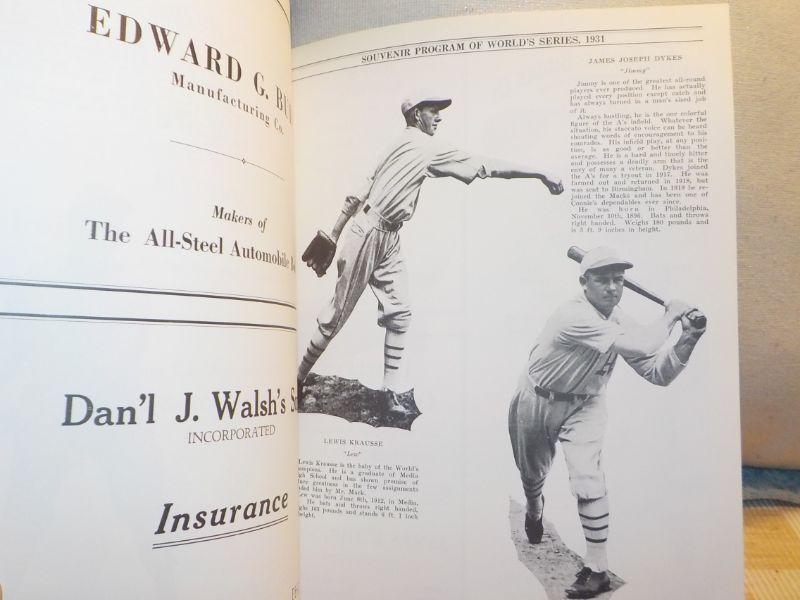 EDWARD G.
Manufacturing Co.
Makers of
The All-Steel Automobile
Dan'l J. Walsh's
INCORPORATED
Insurance
SOUVENIR PROGRAM OF WORLD'S SERIES, 1931
JAMES JOSEPH DYKES
"Jimmy"
Jimmy is one of the greatest all-round
players ever produced. He has actually
played every position except catch and
has always turned in a man's sized job
of it.
Always hustling, he is the one colorful
figure of the A's infield. Whatever the
situation, his staccato voice can be heard
shouting words of encouragement to his
comrades. His infield play, at any posi-
tion, is as good or better than the
average. He is a hard and timely hitter
and possesses a deadly arm that is the
envy of many a veteran. Dykes joined
the A's for a tryout in 1917. He was
farmed out and returned in 1918, but
was sent to Birmingham. In 1919 he re-
joined the Macks and has been one of
Connie's dependables ever since.
He was born in Philadelphia,
November 10th, 1896. Bats and throws
right handed. Weighs 180 pounds and
is 5 ft. 9 inches in height.
LEWIS KRAUSSE
"Lew"
Lewis Krausse is the baby of the World's
He is a graduate of Media
School and has shown promise of
greatness in the few assignments
him by Mr. Mack.
was born June 8th, 1912, in Media,
He bats and throws right handed,
163 pounds and stands 6 ft. 1 inch
height.